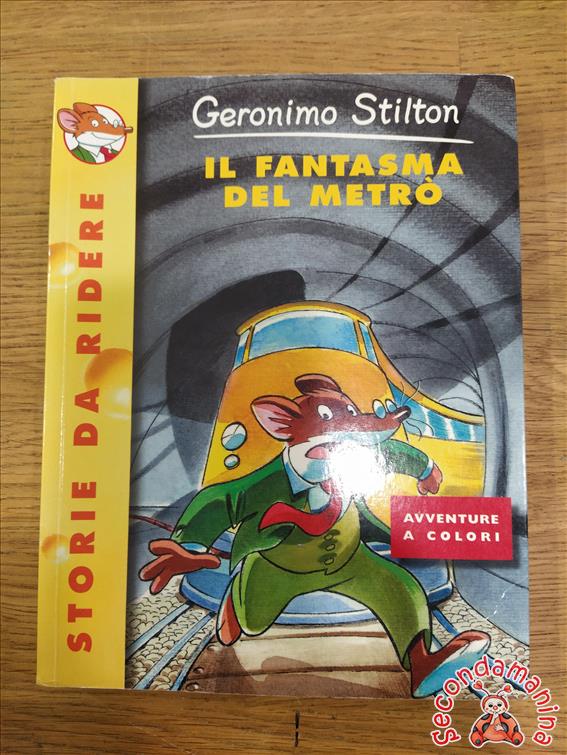 Geronimo Stilton
IL FANTASMA
DEL METRÒ
STORIE DA RIDERE
AVVENTURE
A COLORI
secondamanina